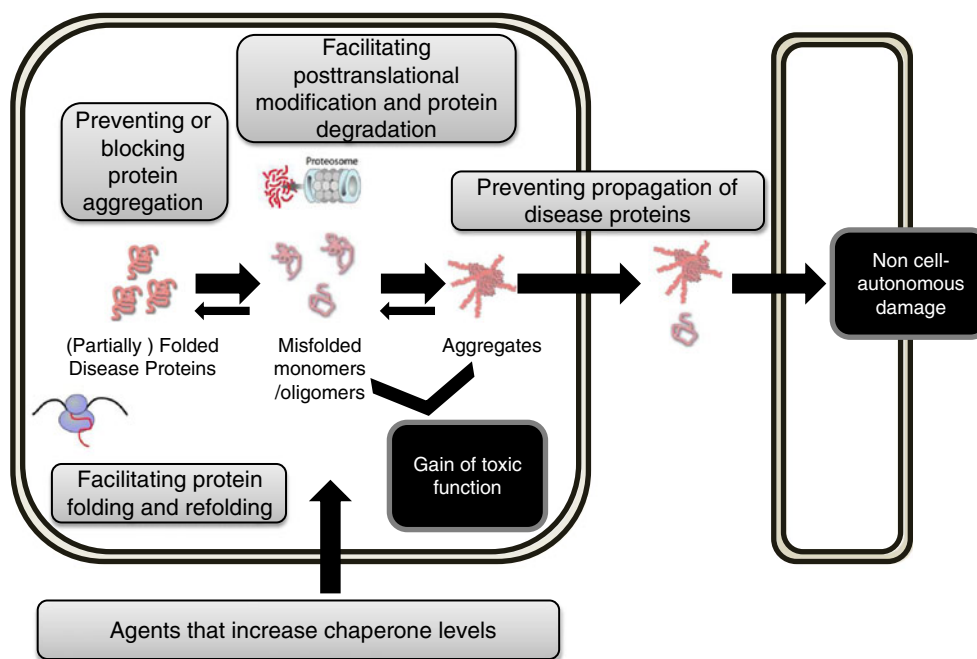 Facilitating
posttranslational
modification and protein
degradation
Preventing or
blocking
protein
aggregation
Proteosome
Preventing propagation of
disease proteins
Non cell-
autonomous
damage
(Partially ) Folded
Disease Proteins
Misfolded
monomers
/oligomers
Aggregates
Gain of toxic
function
Facilitating protein
folding and refolding
Agents that increase chaperone levels